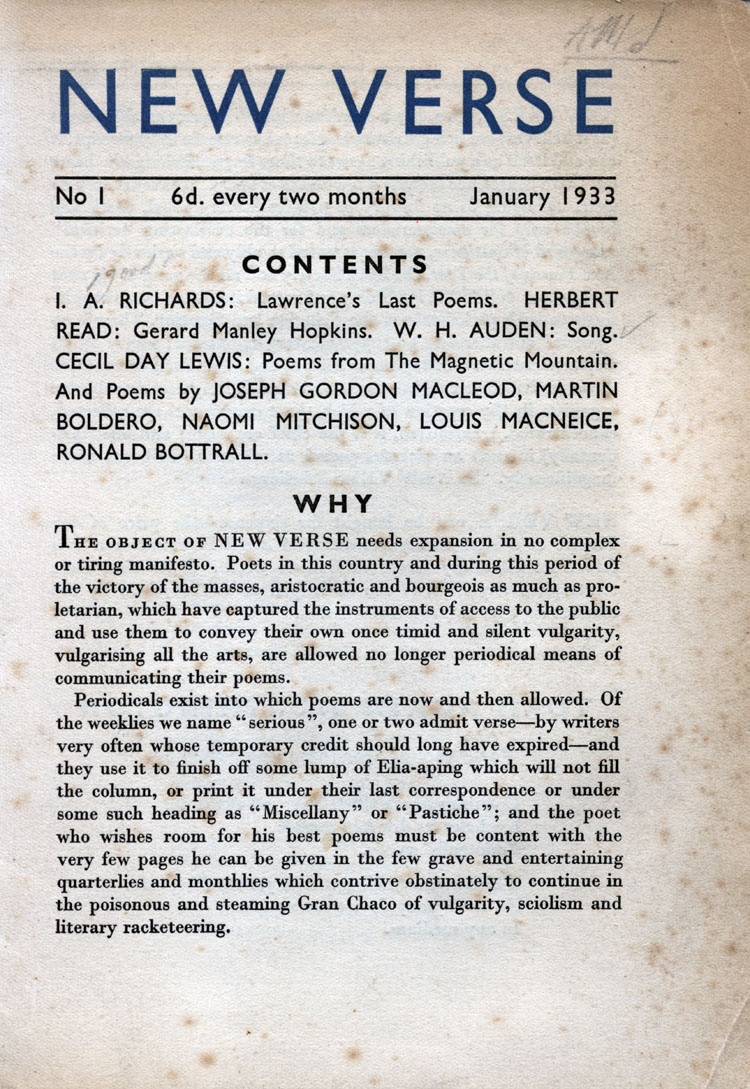 NEW VERSE
No 1 6d. every two months January 1933
CONTENTS
good
I. A. RICHARDS: Lawrence's Last Poems. HERBERT
READ: Gerard Manley Hopkins. W. H. AUDEN: Song.
CECIL DAY LEWIS: Poems from The Magnetic Mountain.
And Poems by JOSEPH GORDON MACLEOD, MARTIN
BOLDERO, NAOMI MITCHISON, LOUIS MACNEICE,
RONALD BOTTRALL.
WHY
THE OBJECT OF NEW VERSE needs expansion in no complex
or tiring manifesto. Poets in this country and during this period of
the victory of the masses, aristocratic and bourgeois as much as pro-
letarian, which have captured the instruments of access to the public
and use them to convey their own once timid and silent vulgarity,
vulgarising all the arts, are allowed no longer periodical means of
communicating their poems.
Periodicals exist into which poems are now and then allowed. Of
the weeklies we name “serious”, one or two admit verse—by writers
very often whose temporary credit should long have expired—and
they use it to finish off some lump of Elia-aping which will not fill
the column, or print it under their last correspondence or under
some such heading as “Miscellany” or “Pastiche”; and the poet
who wishes room for his best poems must be content with the
very few pages he can be given in the few grave and entertaining
quarterlies and monthlies which contrive obstinately to continue in
the poisonous and steaming Gran Chaco of vulgarity, sciolism and
literary racketeering.